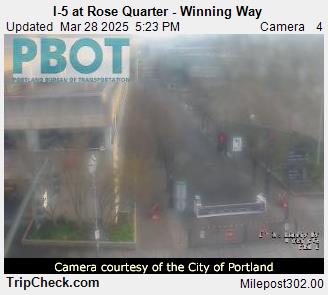 I-5 at Rose Quarter - Winning Way
Updated Mar 28 2025 5:23 PM Camera 4
PBOT
PORTLAND BUREAU OF TRANSPORTATION
Camera courtesy of the City of Portland
TripCheck.com Milepost302.00